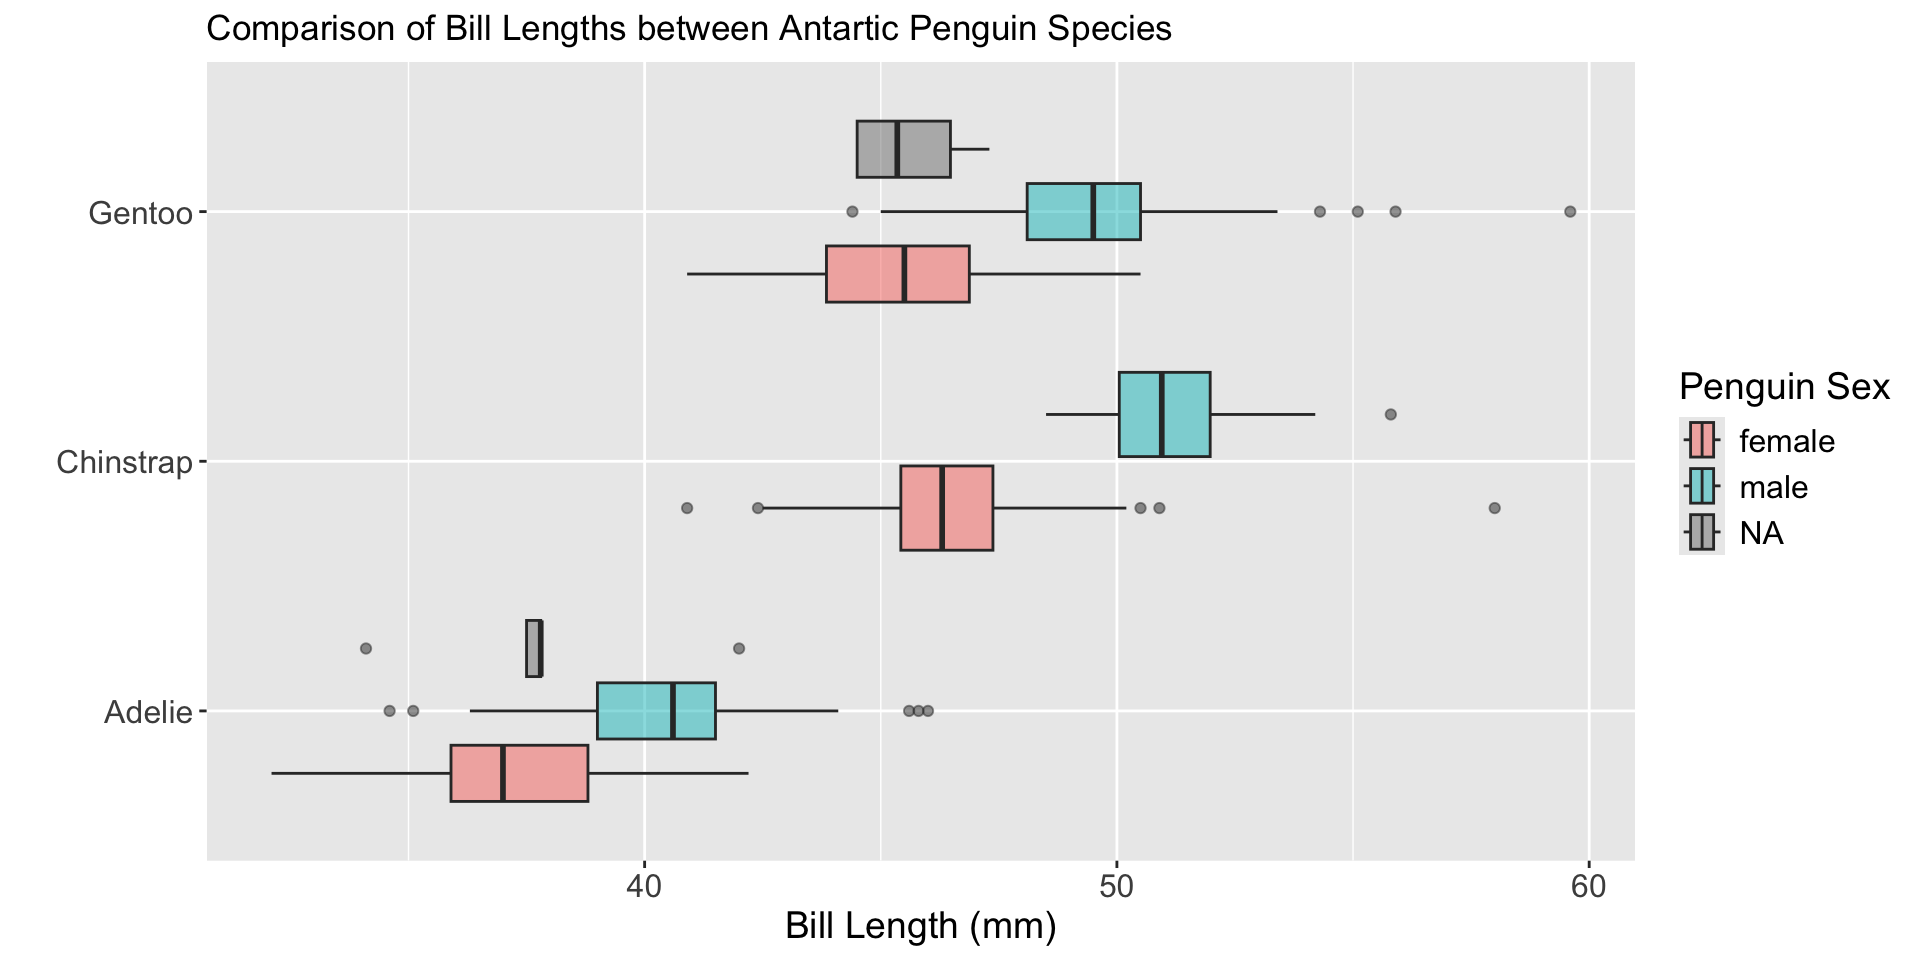 Comparison of Bill Lengths between Antartic Penguin Species
Gentoo
Chinstrap
Adelie
40 50 60
Bill Length (mm)
Penguin Sex
female
male
NA